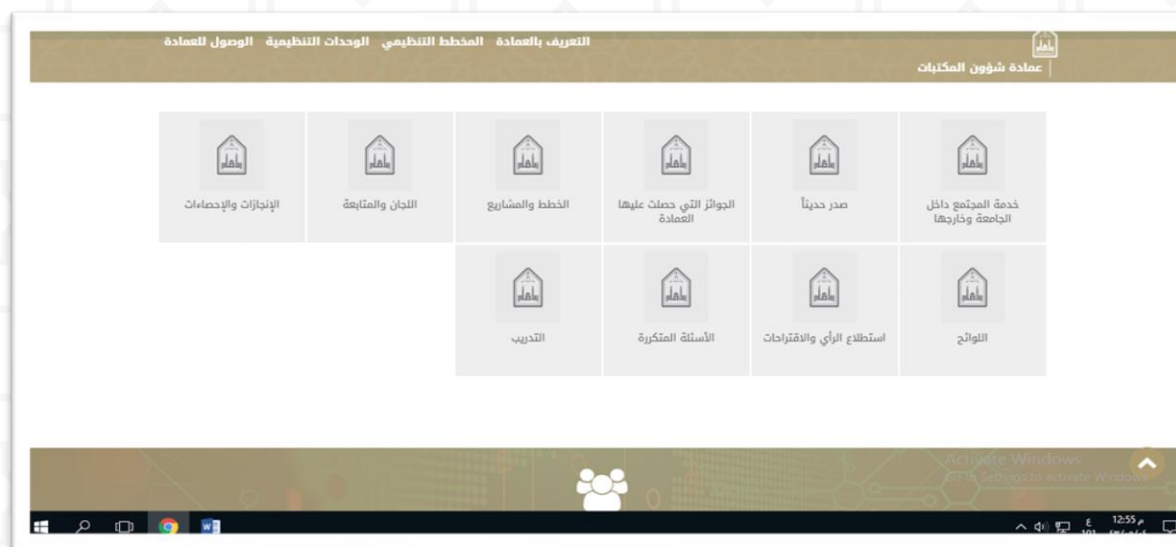 التعريف بالعمادة المخطط التنظيمي الوحدات التنظيمية الوصول للعمادة
عمادة شؤون المكتبات
خدمة المجتمع داخل
الجامعة وخارجها
صدر حديثاً
الجوائز التي حصلت عليها
العمادة
الخطط والمشاريع
اللجان والمتابعة
الإنجازات والإحصاءات
اللوائح
استطلاع الرأي والاقتراحات
الأسئلة المتكررة
التدريب
Activate Windows
Go to Settings to activate Windows.
ع
12:55 م